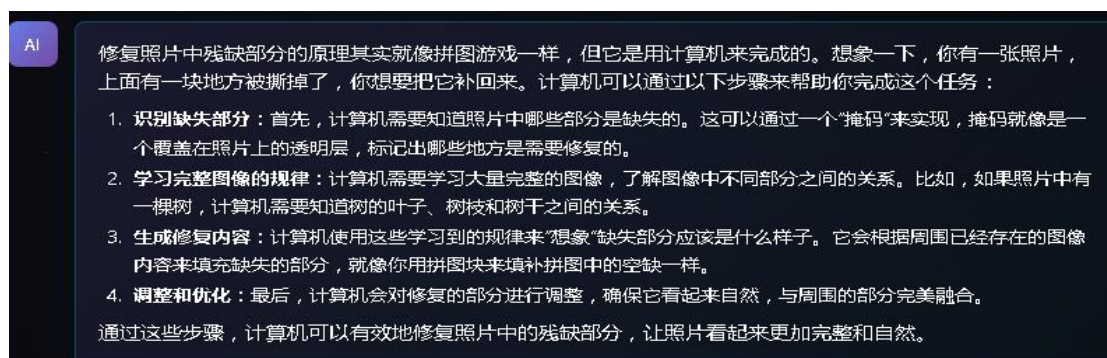 AI
修复照片中残缺部分的原理其实就像拼图游戏一样，但它是用计算机来完成的。想象一下，你有一张照片，
上面有一块地方被撕掉了，你想要把它补回来。计算机可以通过以下步骤来帮助你完成这个任务：
1. 识别缺失部分：首先，计算机需要知道照片中哪些部分是缺失的。这可以通过一个"掩码"来实现，掩码就像是一
个覆盖在照片上的透明层，标记出哪些地方是需要修复的。
2. 学习完整图像的规律：计算机需要学习大量完整的图像，了解图像中不同部分之间的关系。比如，如果照片中有
一棵树，计算机需要知道树的叶子、树枝和树干之间的关系。
3. 生成修复内容：计算机使用这些学习到的规律来"想象"缺失部分应该是什么样子。它会根据周围已经存在的图像
内容来填充缺失的部分，就像你用拼图块来填补拼图中的空缺一样。
4. 调整和优化：最后，计算机会对修复的部分进行调整，确保它看起来自然，与周围的部分完美融合。
通过这些步骤，计算机可以有效地修复照片中的残缺部分，让照片看起来更加完整和自然。